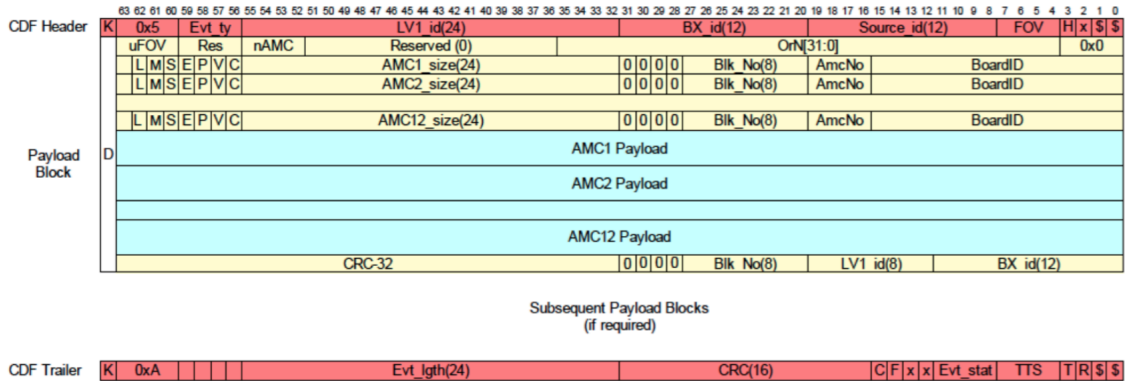 63 62 61 60 59 58 57 56 55 54 53 52 51 50 49 48 47 46 45 44 43 42 41 40 39 38 37 36 35 34 33 32 31 30 29 28 27 26 25 24 23 22 21 20 19 18 17 16 15 14 13 12 11 10 9 8 7 6 5 4 3 2 1 0
CDF Header K 0x5 Evt_ty LV1_id(24) BX_id(12) Source_id(12) FOV H x $ $
uFOV Res nAMC Reserved (0) OrN[31:0] 0x0
L M S E P V C AMC1_size(24) 0 0 0 0 Blk_No(8) AmcNo BoardID
L M S E P V C AMC2_size(24) 0 0 0 0 Blk_No(8) AmcNo BoardID
L M S E P V C AMC12_size(24) 0 0 0 0 Blk_No(8) AmcNo BoardID
Payload Block
D
AMC1 Payload
AMC2 Payload
AMC12 Payload
CRC-32 0 0 0 0 Blk_No(8) LV1_id(8) BX_id(12)
Subsequent Payload Blocks
(if required)
CDF Trailer K 0xA Evt_lgth(24) CRC(16) C F x x Evt_stat TTS T R $ $